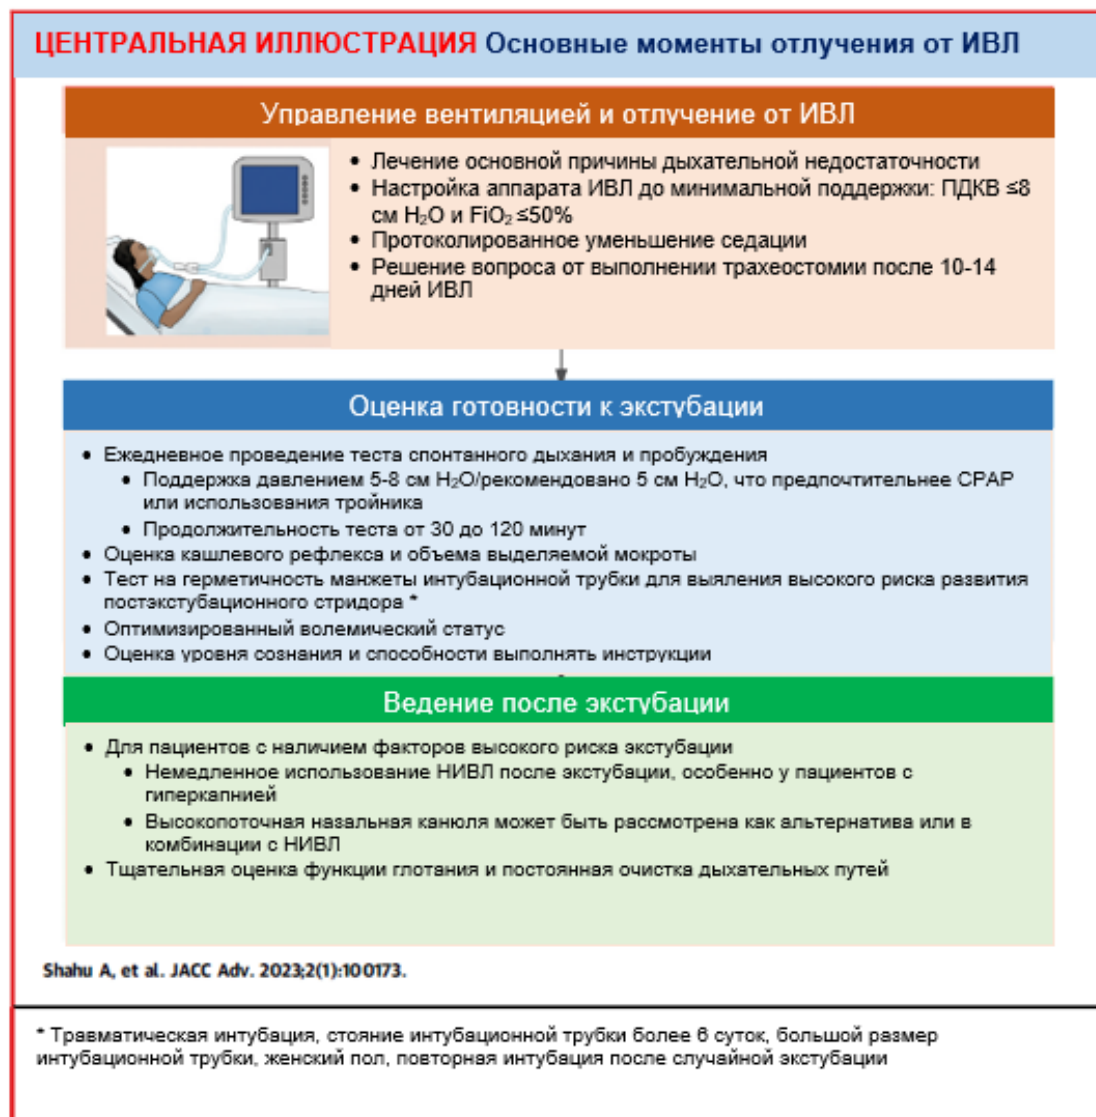 ЦЕНТРАЛЬНАЯ ИЛЛЮСТРАЦИЯ Основные моменты отлучения от ИВЛ
Управление вентиляцией и отлучение от ИВЛ
• Лечение основной причины дыхательной недостаточности
• Настройка аппарата ИВЛ до минимальной поддержки: ПДКВ ≤8
см H₂O и FiO₂ ≤50%
• Протоколированное уменьшение седации
• Решение вопроса от выполнении трахеостомии после 10-14
дней ИВЛ
Оценка готовности к экстубации
• Ежедневное проведение теста спонтанного дыхания и пробуждения
• Поддержка давлением 5-8 см H₂O/рекомендовано 5 см H₂O, что предпочтительнее CPAP
или использования тройника
• Продолжительность теста от 30 до 120 минут
• Оценка кашлевого рефлекса и объема выделяемой мокроты
• Тест на герметичность манжеты интубационной трубки для выяления высокого риска развития
постэкстубационного стридора *
• Оптимизированный волемический статус
• Оценка уровня сознания и способности выполнять инструкции
Ведение после экстубации
• Для пациентов с наличием факторов высокого риска экстубации
• Немедленное использование НИВЛ после экстубации, особенно у пациентов с
гиперкапнией
• Высокопоточная назальная канюля может быть рассмотрена как альтернатива или в
комбинации с НИВЛ
• Тщательная оценка функции глотания и постоянная очистка дыхательных путей
Shahu A, et al. JACC Adv. 2023;2(1):100173.
* Травматическая интубация, стояние интубационной трубки более 6 суток, большой размер
интубационной трубки, женский пол, повторная интубация после случайной экстубации